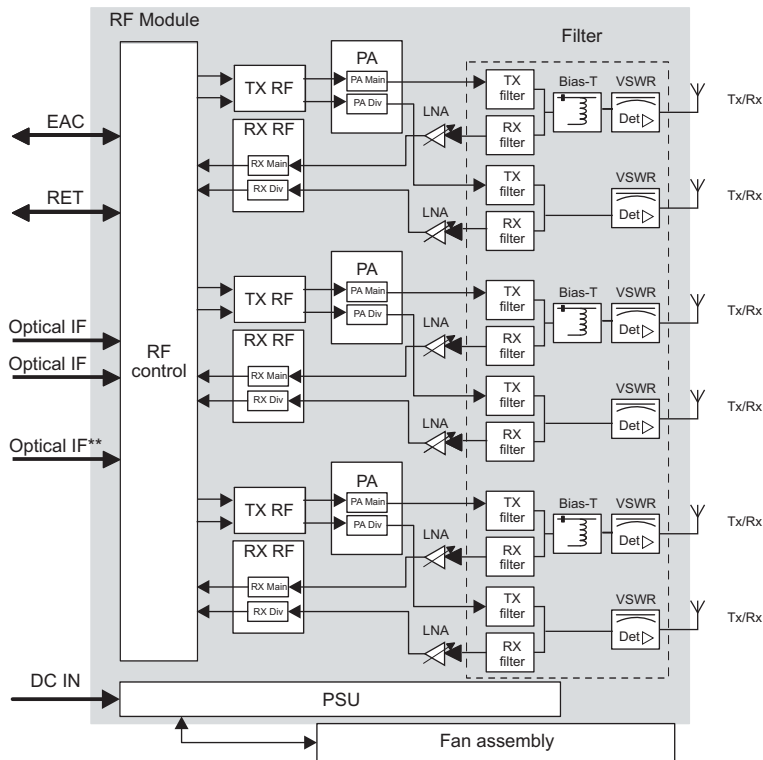 RF Module
Filter
PA
PA Main
PA Div
TX RF
RX RF
RX Main
RX Div
LNA
LNA
TX
filter
RX
filter
TX
filter
RX
filter
Bias-T
VSWR
Det
VSWR
Det
Tx/Rx
Tx/Rx
EAC
RET
PA
PA Main
PA Div
TX RF
RX RF
RX Main
RX Div
LNA
LNA
TX
filter
RX
filter
TX
filter
RX
filter
Bias-T
VSWR
Det
VSWR
Det
Tx/Rx
Tx/Rx
Optical IF
Optical IF
Optical IF**
RF
control
PA
PA Main
PA Div
TX RF
RX RF
RX Main
RX Div
LNA
LNA
TX
filter
RX
filter
TX
filter
RX
filter
Bias-T
VSWR
Det
VSWR
Det
Tx/Rx
Tx/Rx
DC IN
PSU
Fan assembly